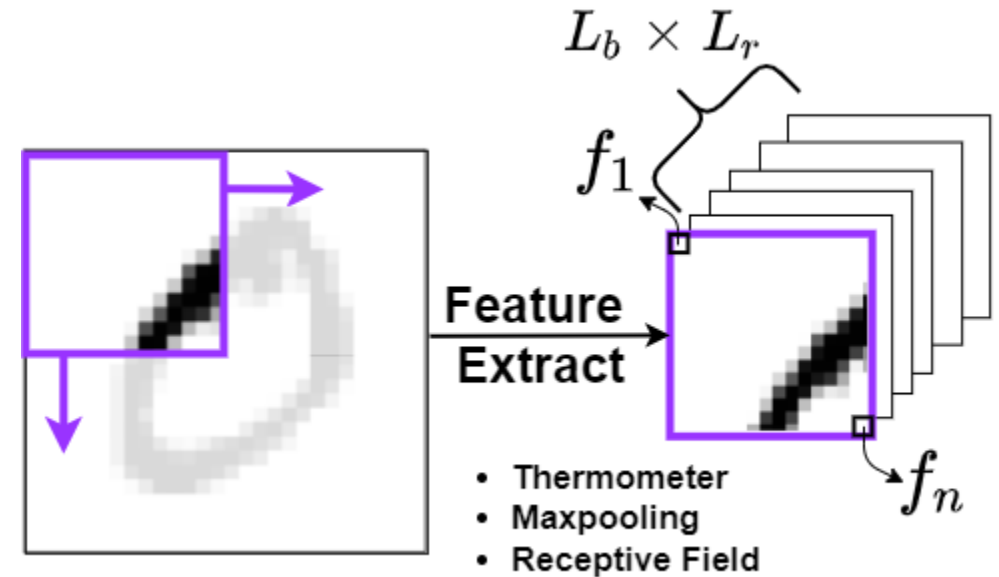 L_b × L_r
f_1
Feature
Extract
• Thermometer
• Maxpooling
• Receptive Field
f_n